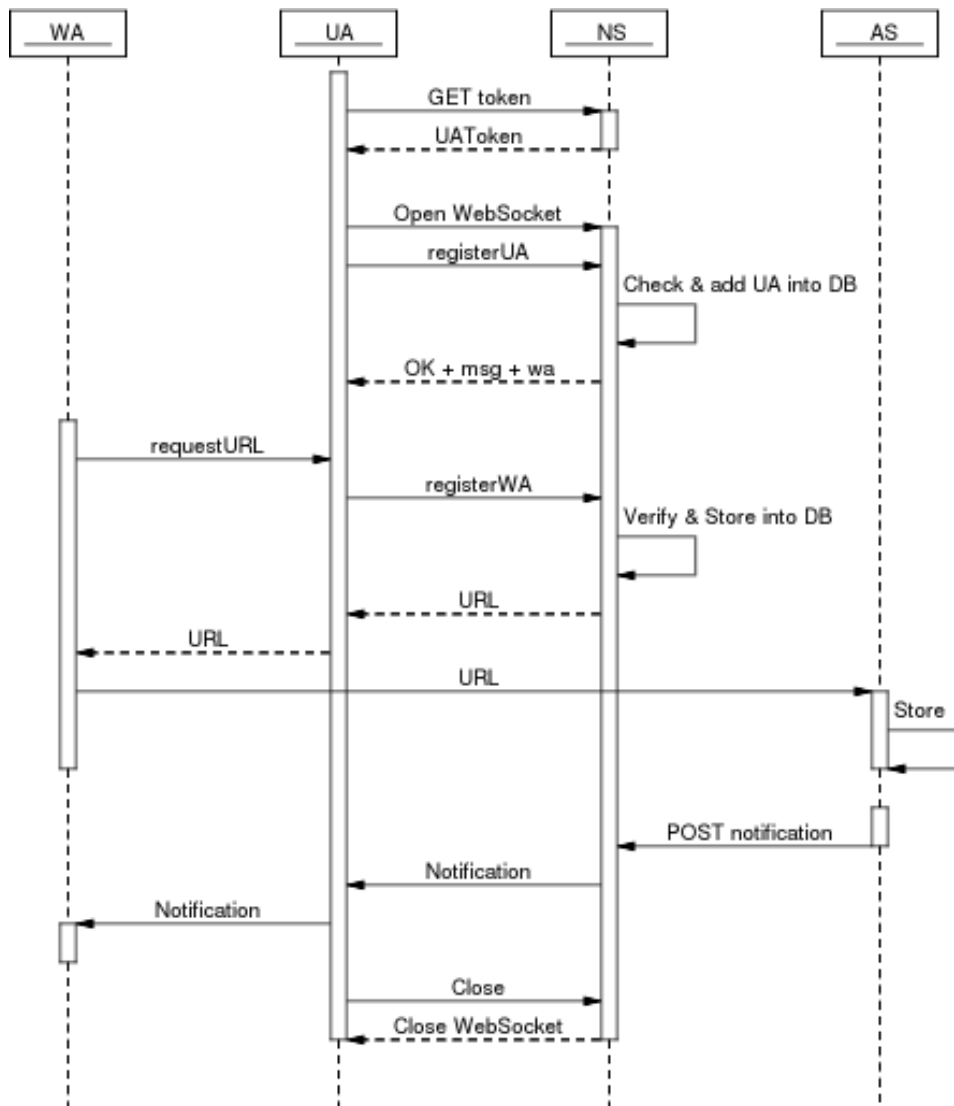 WA
UA
NS
AS
GET token
UAToken
Open WebSocket
registerUA
Check & add UA into DB
OK + msg + wa
requestURL
registerWA
Verify & Store into DB
URL
URL
URL
Store
POST notification
Notification
Notification
Close
Close WebSocket